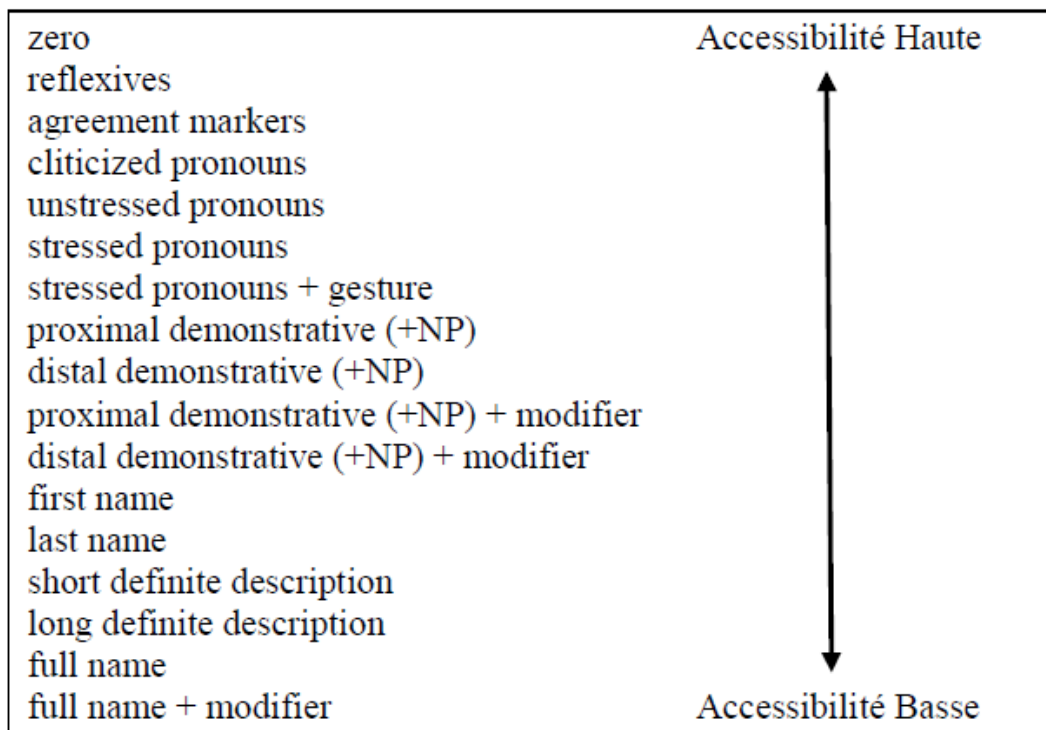 zero Accessibilité Haute
reflexives
agreement markers
cliticized pronouns
unstressed pronouns
stressed pronouns
stressed pronouns + gesture
proximal demonstrative (+NP)
distal demonstrative (+NP)
proximal demonstrative (+NP) + modifier
distal demonstrative (+NP) + modifier
first name
last name
short definite description
long definite description
full name
full name + modifier Accessibilité Basse